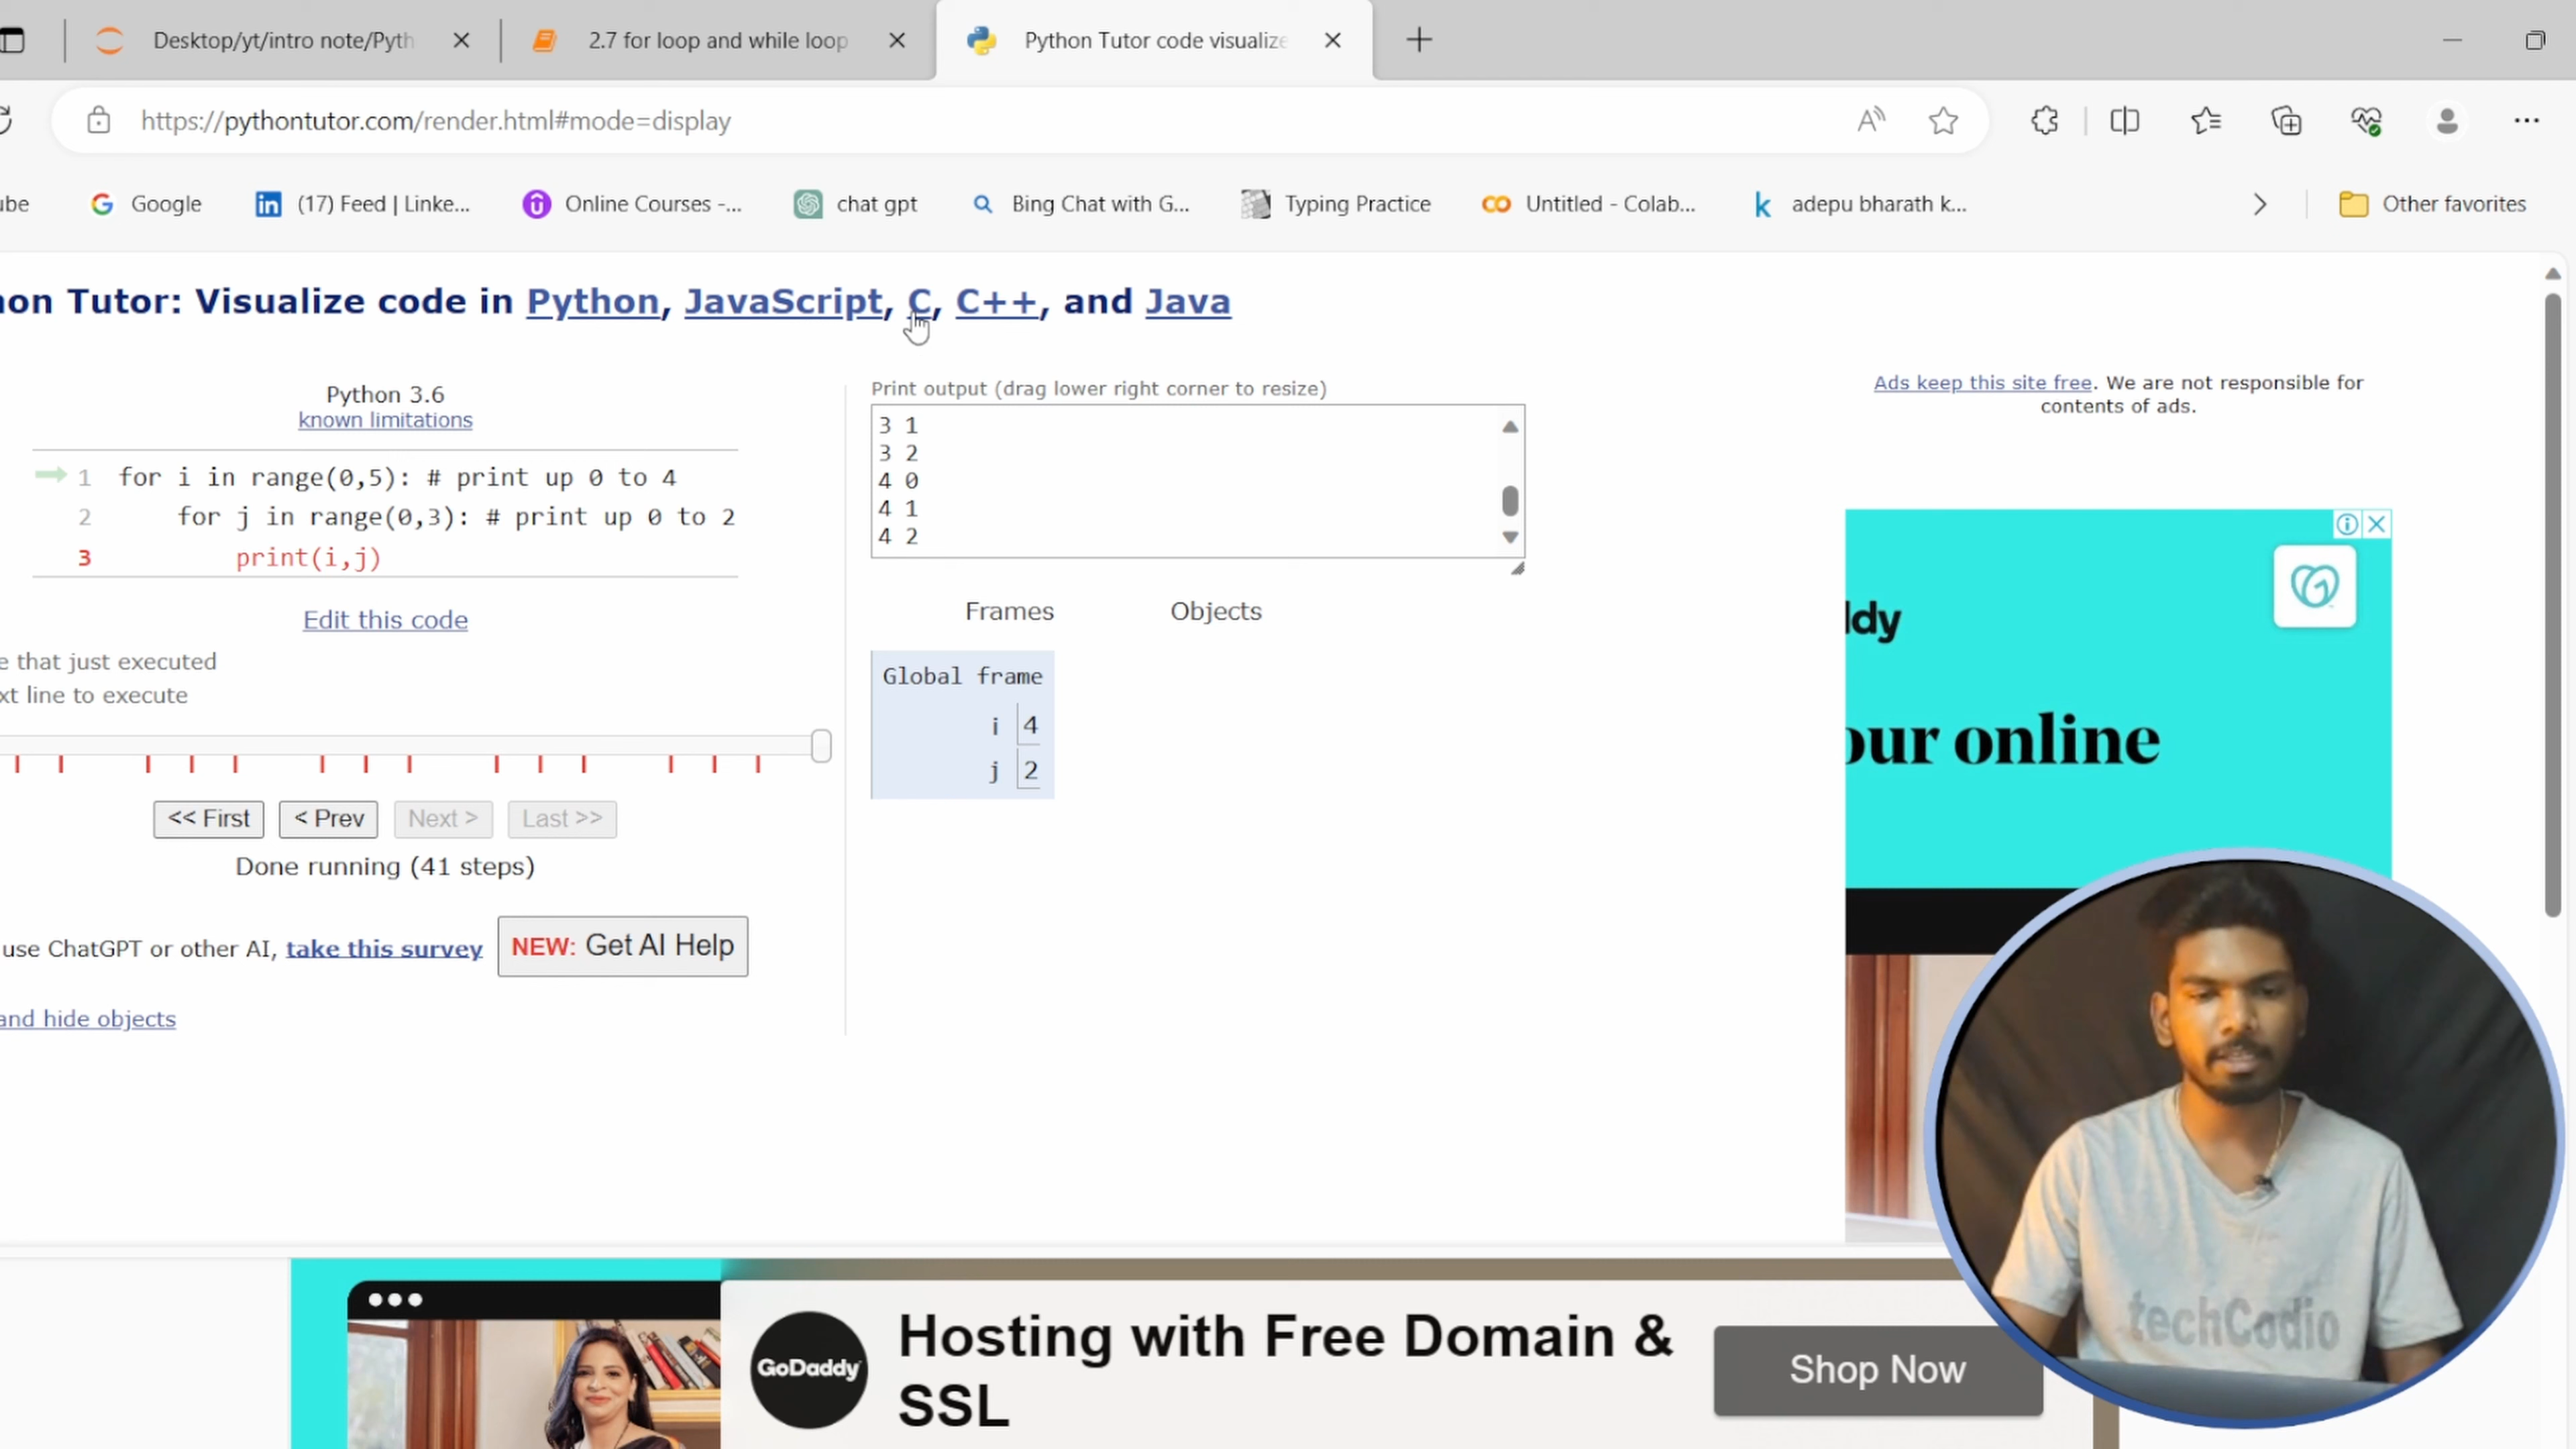 Desktop/yt/intro note/Pyth
2.7 for loop and while loop
Python Tutor code visualize
https://pythontutor.com/render.html#mode=display
ube
Google
(17) Feed | Linke...
Online Courses -...
chat gpt
Bing Chat with G...
Typing Practice
Untitled - Colab...
adepu bharath k...
Other favorites
on Tutor: Visualize code in Python, JavaScript, C, C++, and Java
Python 3.6
known limitations
1 for i in range(0,5): # print up 0 to 4
2 for j in range(0,3): # print up 0 to 2
3 print(i,j)
Edit this code
e that just executed
xt line to execute
<< First
< Prev
Next >
Last >>
Done running (41 steps)
use ChatGPT or other AI, take this survey
NEW: Get AI Help
and hide objects
Print output (drag lower right corner to resize)
3 1
3 2
4 0
4 1
4 2
Frames
Objects
Global frame
i 4
j 2
Ads keep this site free. We are not responsible for
contents of ads.
ddy
our online
techCodio
GoDaddy
Hosting with Free Domain &
SSL
Shop Now